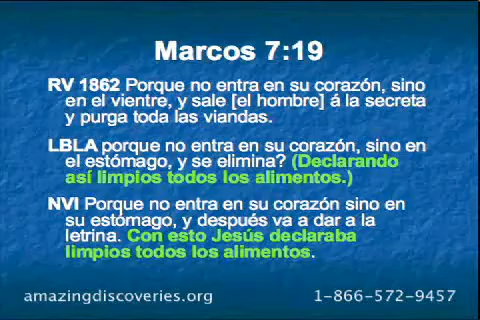 Marcos 7:19
RV 1862 Porque no entra en su corazón, sino
en el vientre, y sale [el hombre] á la secreta
y purga toda las viandas.
LBLA porque no entra en su corazón, sino en
el estómago, y se elimina? (Declarando
así limpios todos los alimentos.)
NVI Porque no entra en su corazón sino en
su estómago, y después va a dar a la
letrina. Con esto Jesús declaraba
limpios todos los alimentos.
amazingdiscoveries.org 1-866-572-9457